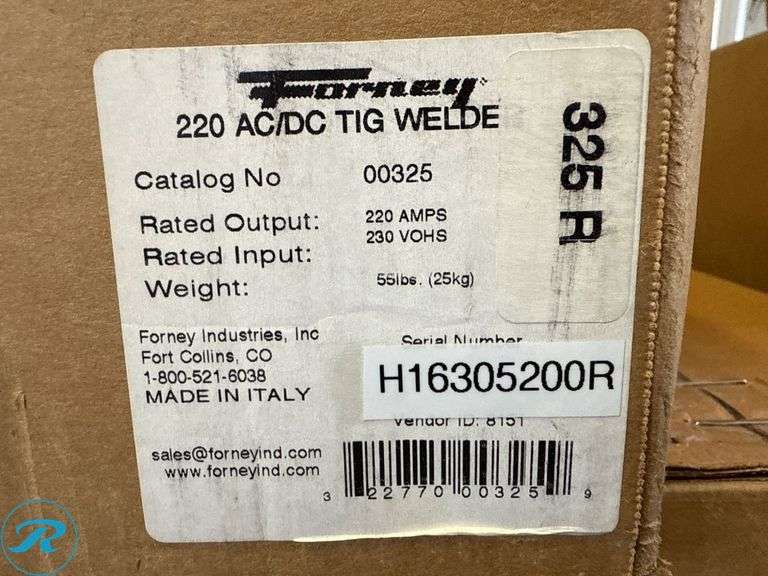 Forney
220 AC/DC TIG WELDE
325 R
Catalog No 00325
Rated Output: 220 AMPS
Rated Input: 230 VOHS
Weight: 55lbs. (25kg)
Forney Industries, Inc
Fort Collins, CO
1-800-521-6038
MADE IN ITALY
Serial Number
H16305200R
Vendor ID: 8151
sales@forneyind.com
www.forneyind.com
3 22770 00325 9
R